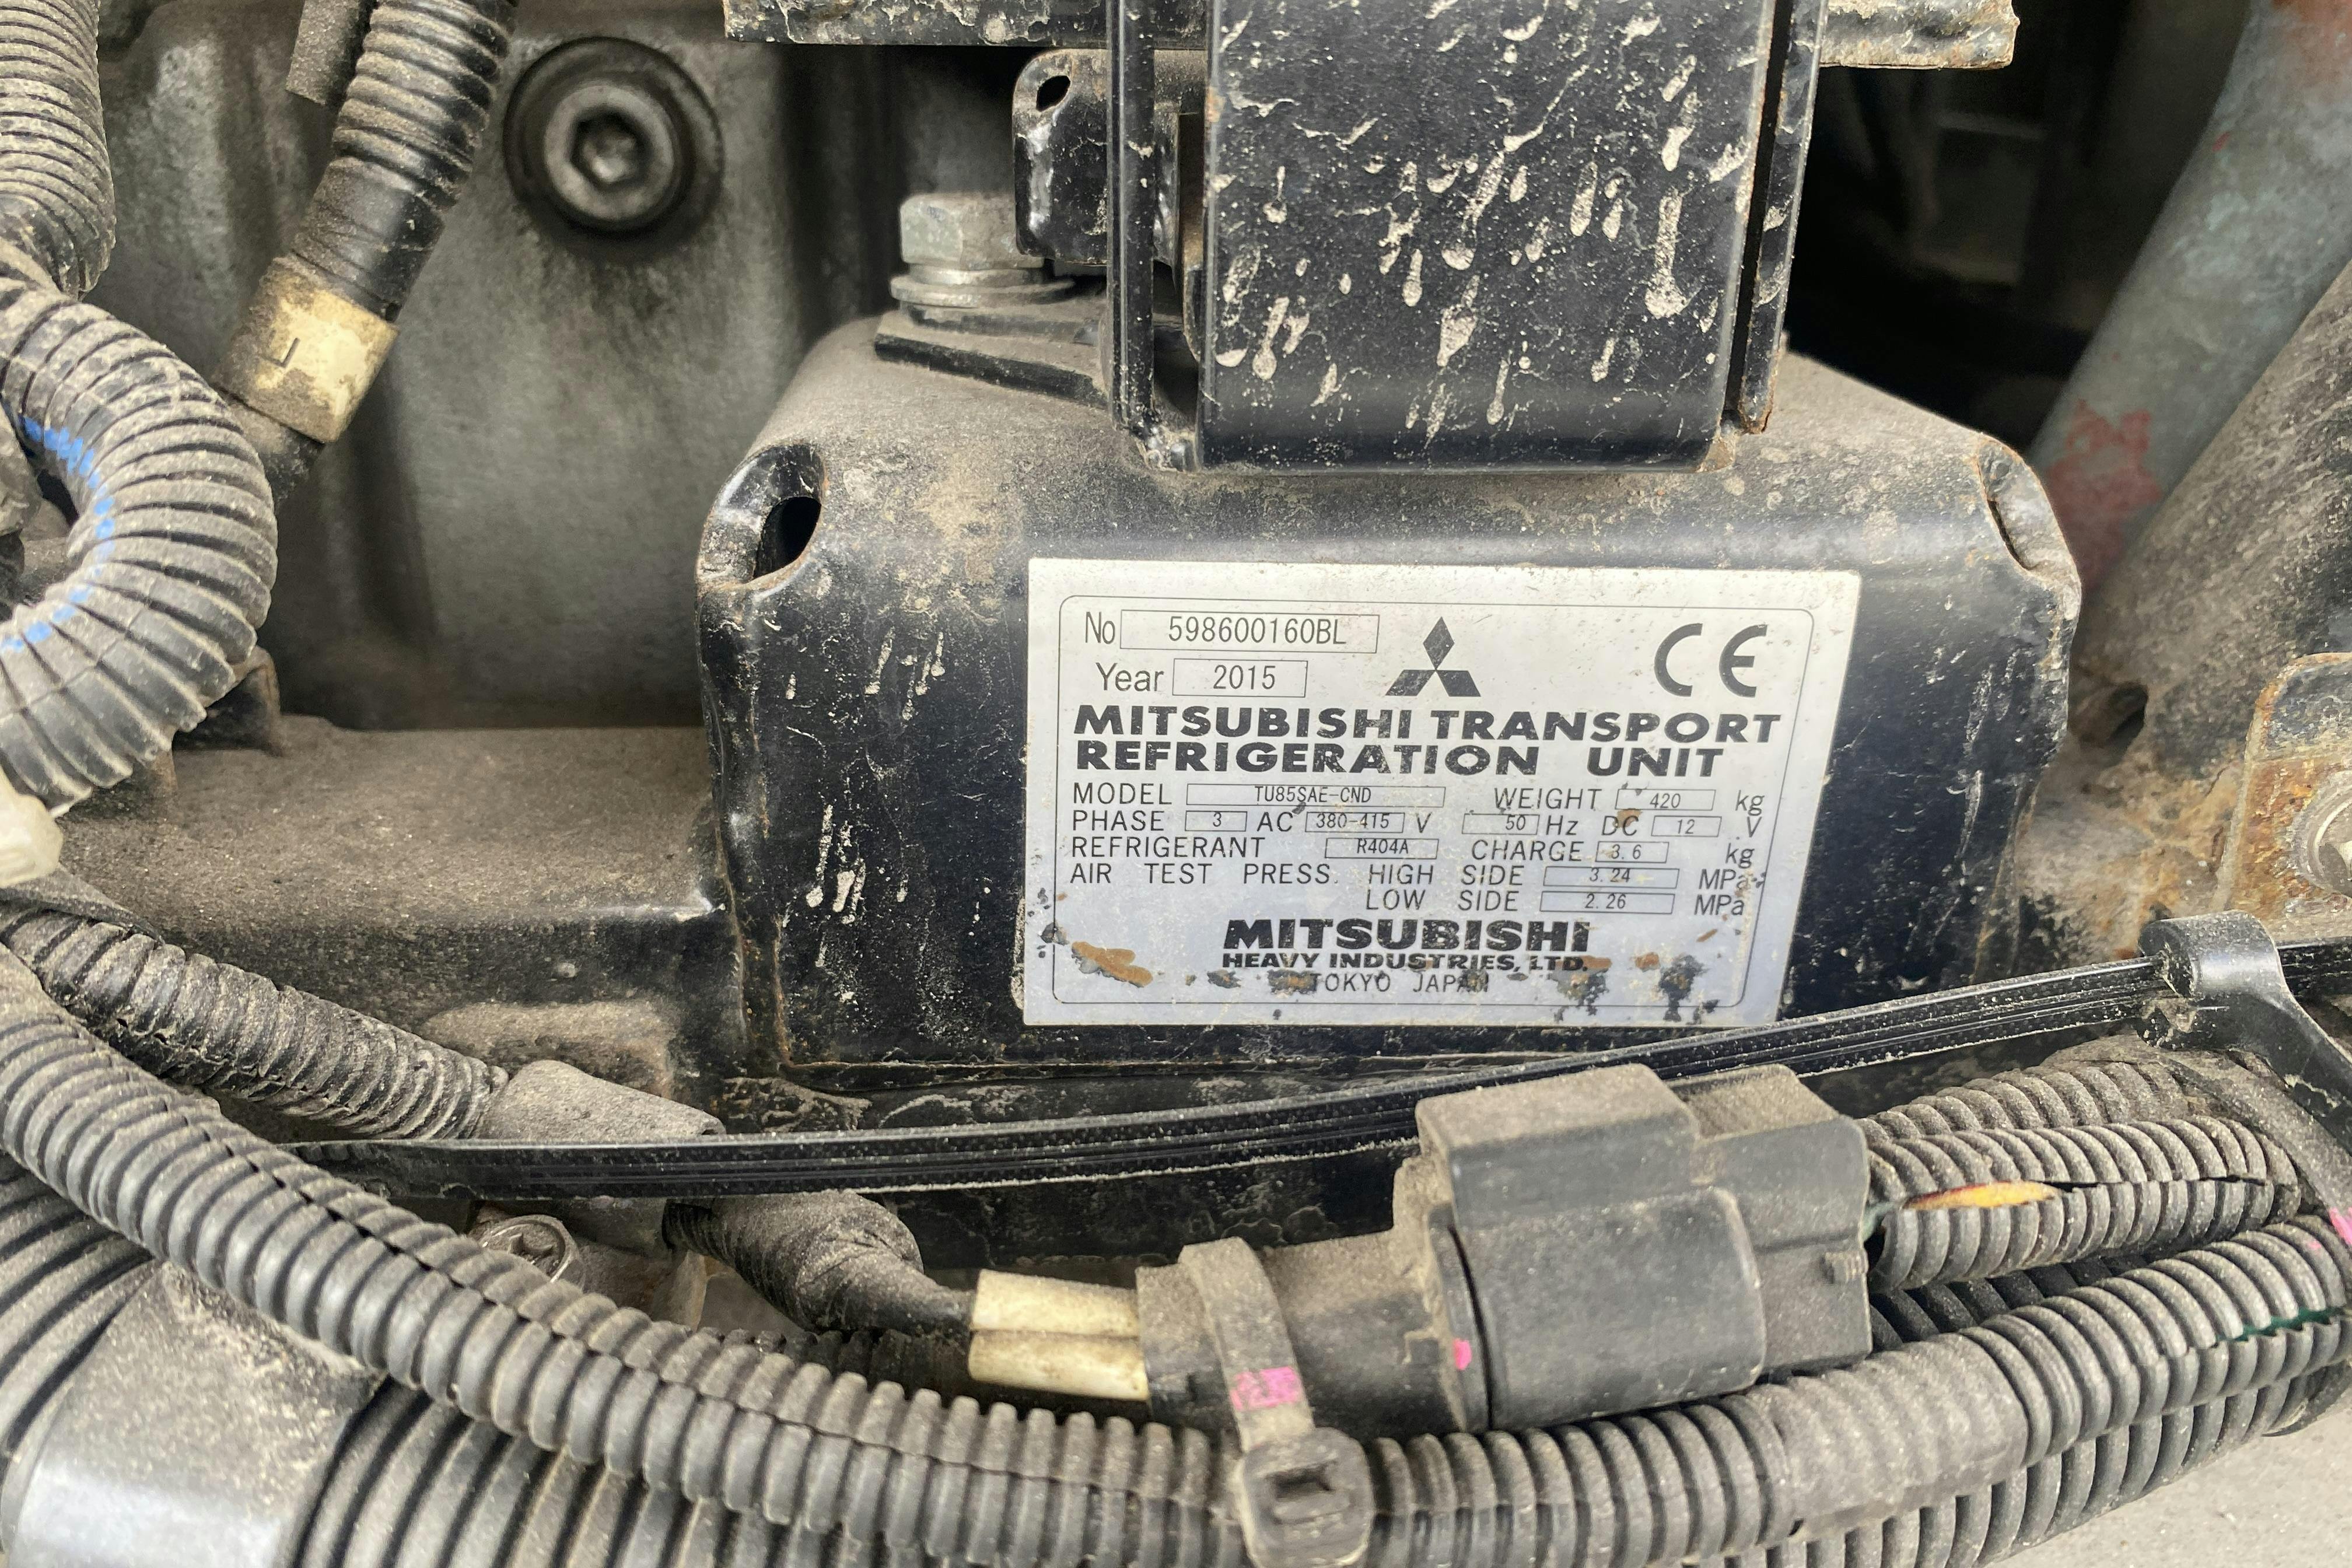 No 598600160BL
CE
Year 2015
MITSUBISHI TRANSPORT
REFRIGERATION UNIT
MODEL TU85SAE-CND WEIGHT 420 kg
PHASE 3 AC 380-415 V 50 Hz DC 12 V
REFRIGERANT R404A CHARGE 3.6 kg
AIR TEST PRESS. HIGH SIDE 3.24 MPa
LOW SIDE 2.26 MPa
MITSUBISHI
HEAVY INDUSTRIES, LTD.
TOKYO JAPAN